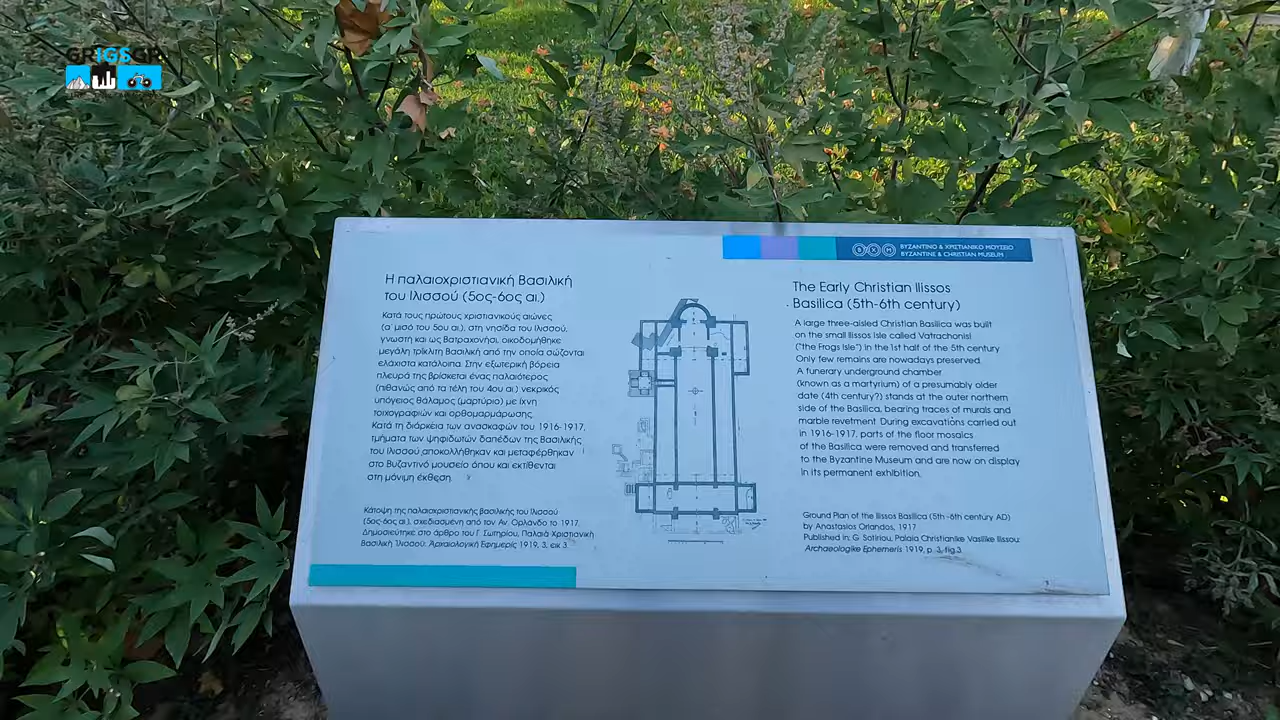 GRIGSGR
ΒΥΖΑΝΤΙΝΟ & ΧΡΙΣΤΙΑΝΙΚΟ ΜΟΥΣΕΙΟ
BYZANTINE & CHRISTIAN MUSEUM
Η παλαιοχριστιανική Βασιλική
του Ιλισσού (5ος-6ος αι.)
Κατά τους πρώτους χριστιανικούς αιώνες
(α΄ μισό του 5ου αι.), στη νησίδα του Ιλισσού,
γνωστή και ως Βατραχονήσι, οικοδομήθηκε
μεγάλη τρίκλιτη Βασιλική από την οποία σώζονται
ελάχιστα κατάλοιπα. Στην εξωτερική βόρεια
πλευρά της βρίσκεται ένας παλαιότερος
(πιθανώς από τα τέλη του 4ου αι.) νεκρικός
υπόγειος θάλαμος (μαρτύριο) με ίχνη
τοιχογραφιών και ορθομαρμάρωσης.
Κατά τη διάρκεια των ανασκαφών του 1916-1917,
τμήματα των ψηφιδωτών δαπέδων της Βασιλικής
του Ιλισσού αποκολλήθηκαν και μεταφέρθηκαν
στο Βυζαντινό μουσείο όπου και εκτίθενται
στη μόνιμη έκθεση.
Κάτοψη της παλαιοχριστιανικής βασιλικής του Ιλισσού
(5ος-6ος αι.), σχεδιασμένη από τον Αν. Ορλάνδο το 1917.
Δημοσιεύτηκε στο άρθρο του Γ. Σωτηρίου, Παλαιά Χριστιανική
Βασιλική Ἰλισσοῦ, Ἀρχαιολογική Ἐφημερίς 1919, 3, εικ 3.
The Early Christian Ilissos
Basilica (5th-6th century)
A large three-aisled Christian Basilica was built
on the small Ilissos Isle called Vatrachonisi
("the Frogs Isle") in the 1st half of the 5th century.
Only few remains are nowadays preserved.
A funerary underground chamber
(known as a martyrium) of a presumably older
date (4th century?) stands at the outer northern
side of the Basilica, bearing traces of murals and
marble revetment. During excavations carried out
in 1916-1917, parts of the floor mosaics
of the Basilica were removed and transferred
to the Byzantine Museum and are now on display
in its permanent exhibition.
Ground Plan of the Ilissos Basilica (5th -6th century AD)
by Anastasios Orlandos, 1917
Published in: G. Sotiriou, Palaia Christianike Vasilike Ilissou:
Archaeologike Ephemeris 1919, p. 3, fig.3.